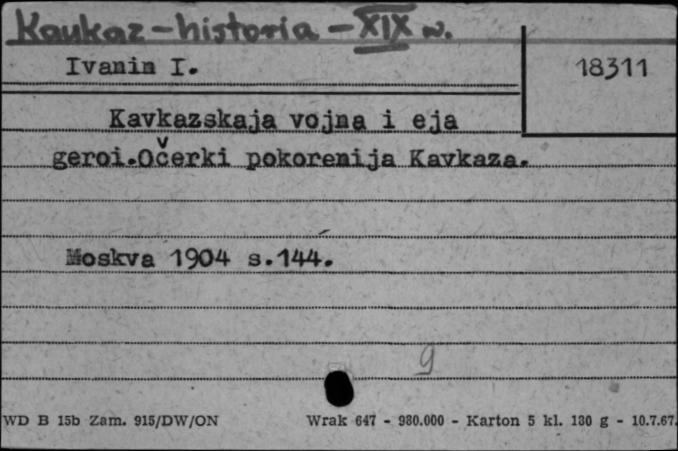 Kaukaz - historia - XIX w.
Ivanin I.
18311
Kavkazskaja vojna i eja
geroi.Očerki pokorenija Kavkaza.
Moskva 1904 s.144.
9
WD B 15b Zam. 915/DW/ON
Wrak 647 - 980.000 - Karton 5 kl. 180 g - 10.7.67.